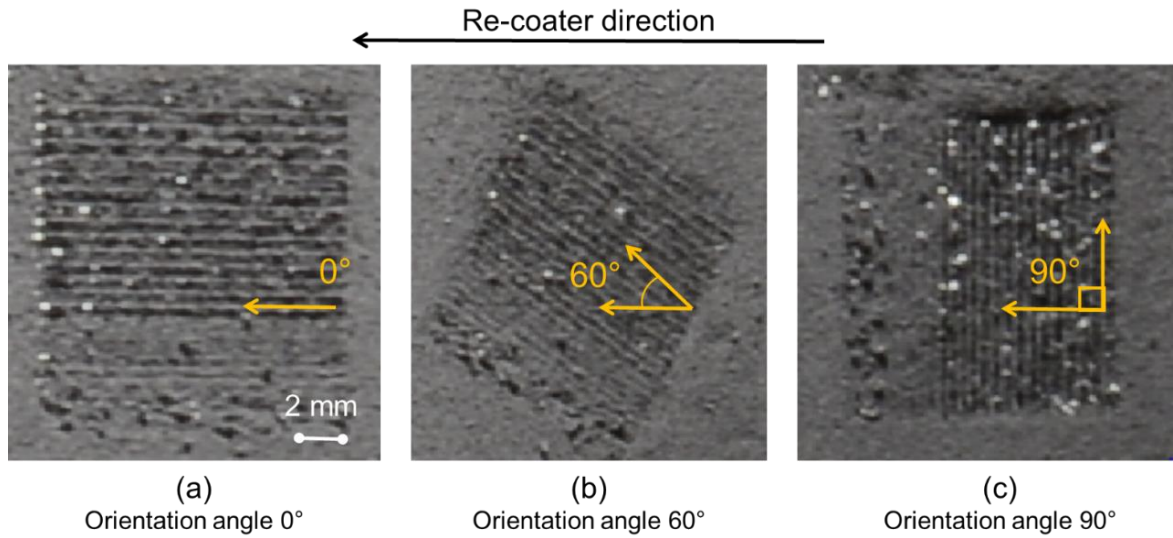 Re-coater direction
0°
2 mm
60°
90°
(a)
Orientation angle 0°
(b)
Orientation angle 60°
(c)
Orientation angle 90°